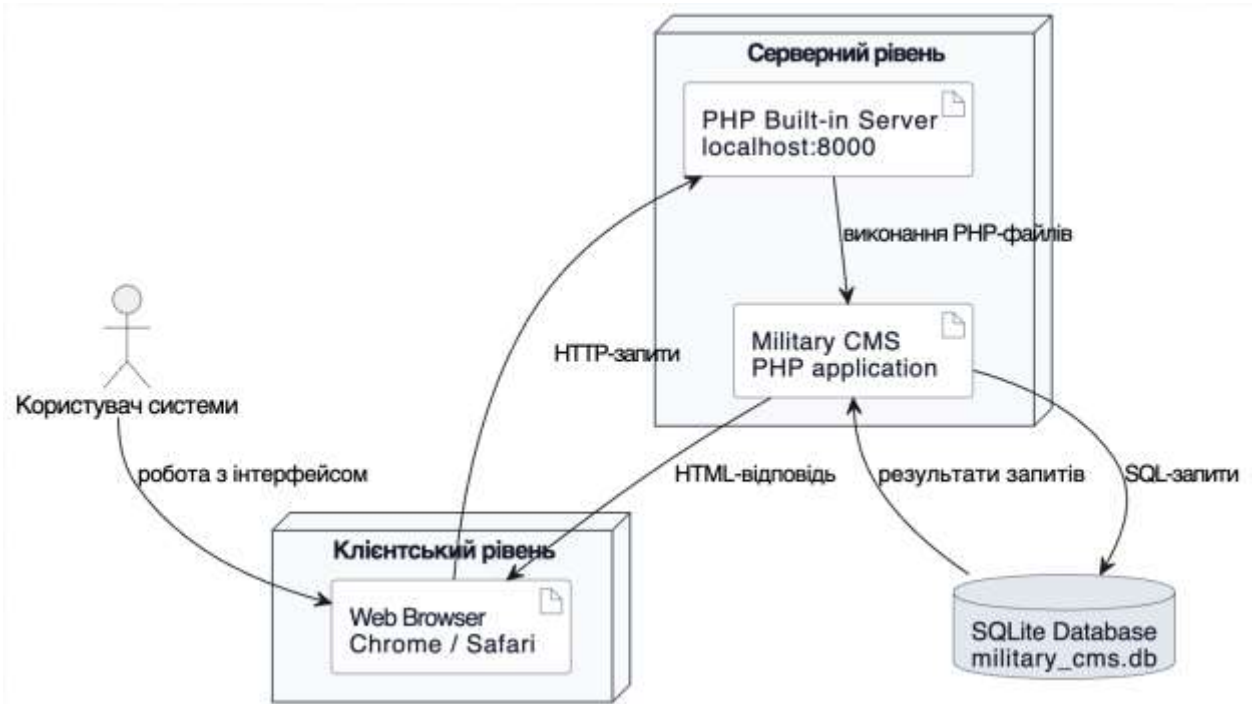 Серверний рівень
PHP Built-in Server
localhost:8000
виконання PHP-файлів
Military CMS
PHP application
HTTP-запити
Користувач системи
робота з інтерфейсом
HTML-відповідь
результати запитів
SQL-запити
Клієнтський рівень
Web Browser
Chrome / Safari
SQLite Database
military_cms.db